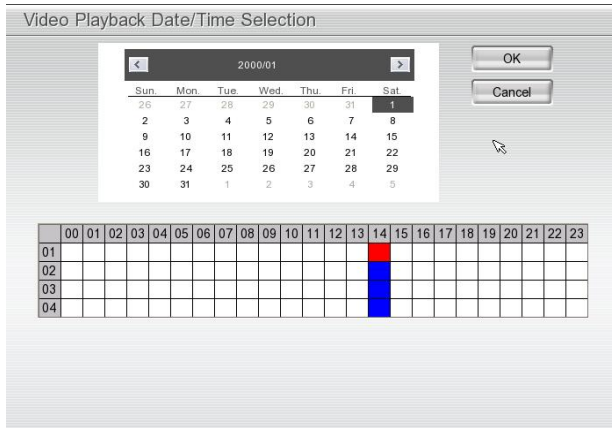 Video Playback Date/Time Selection
< 2000/01 >
OK
Sun. Mon. Tue. Wed. Thu. Fri. Sat.
Cancel
26 27 28 29 30 31 1
2 3 4 5 6 7 8
9 10 11 12 13 14 15
16 17 18 19 20 21 22
23 24 25 26 27 28 29
30 31 1 2 3 4 5
00 01 02 03 04 05 06 07 08 09 10 11 12 13 14 15 16 17 18 19 20 21 22 23
01
02
03
04